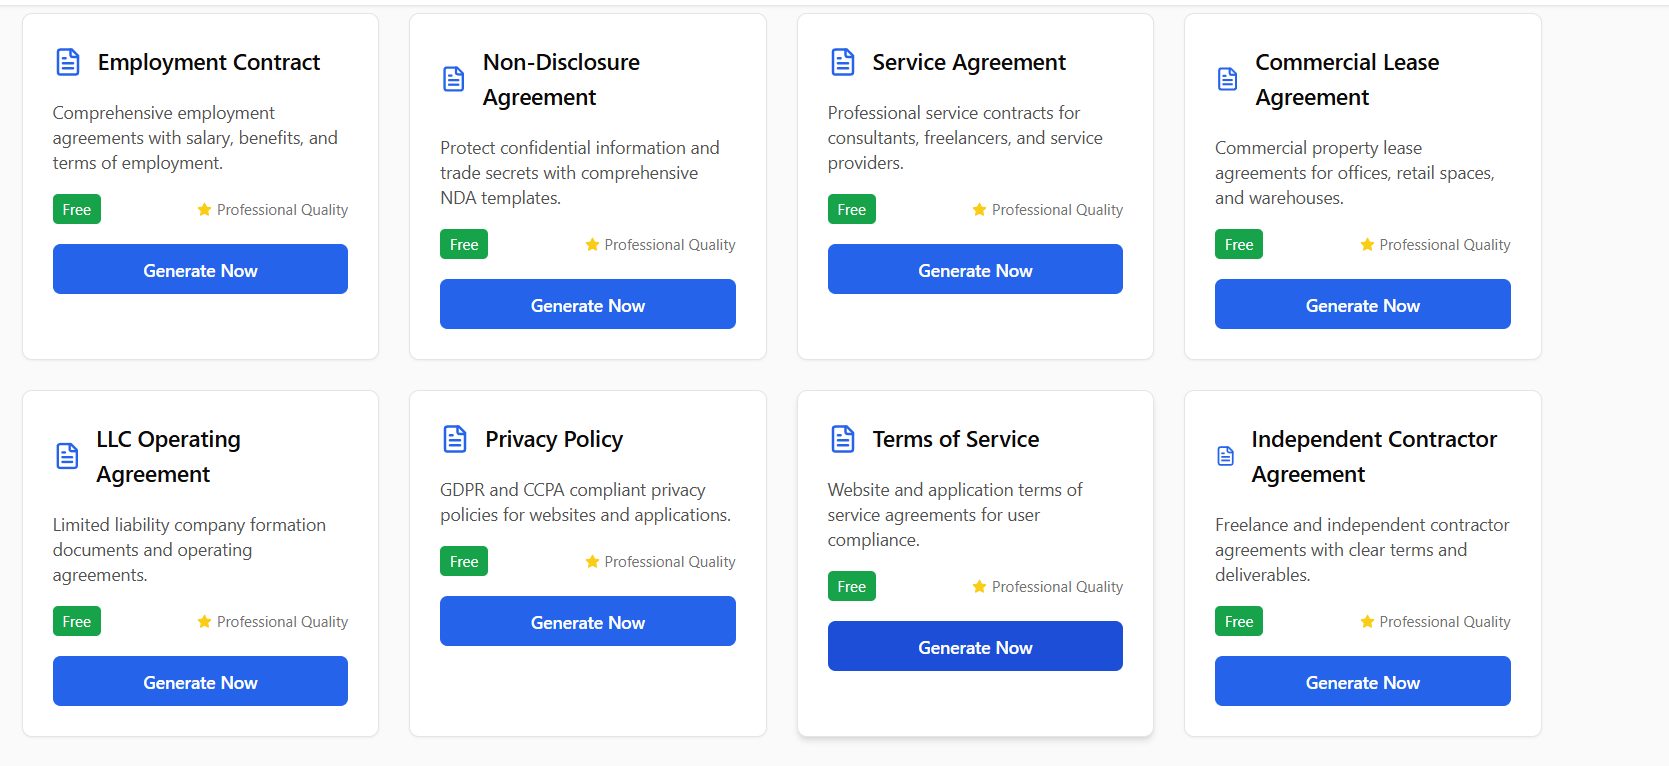 Employment Contract
Comprehensive employment
agreements with salary, benefits, and
terms of employment.
Free
Professional Quality
Generate Now
Non-Disclosure
Agreement
Protect confidential information and
trade secrets with comprehensive
NDA templates.
Free
Professional Quality
Generate Now
Service Agreement
Professional service contracts for
consultants, freelancers, and service
providers.
Free
Professional Quality
Generate Now
Commercial Lease
Agreement
Commercial property lease
agreements for offices, retail spaces,
and warehouses.
Free
Professional Quality
Generate Now
LLC Operating
Agreement
Limited liability company formation
documents and operating
agreements.
Free
Professional Quality
Generate Now
Privacy Policy
GDPR and CCPA compliant privacy
policies for websites and applications.
Free
Professional Quality
Generate Now
Terms of Service
Website and application terms of
service agreements for user
compliance.
Free
Professional Quality
Generate Now
Independent Contractor
Agreement
Freelance and independent contractor
agreements with clear terms and
deliverables.
Free
Professional Quality
Generate Now